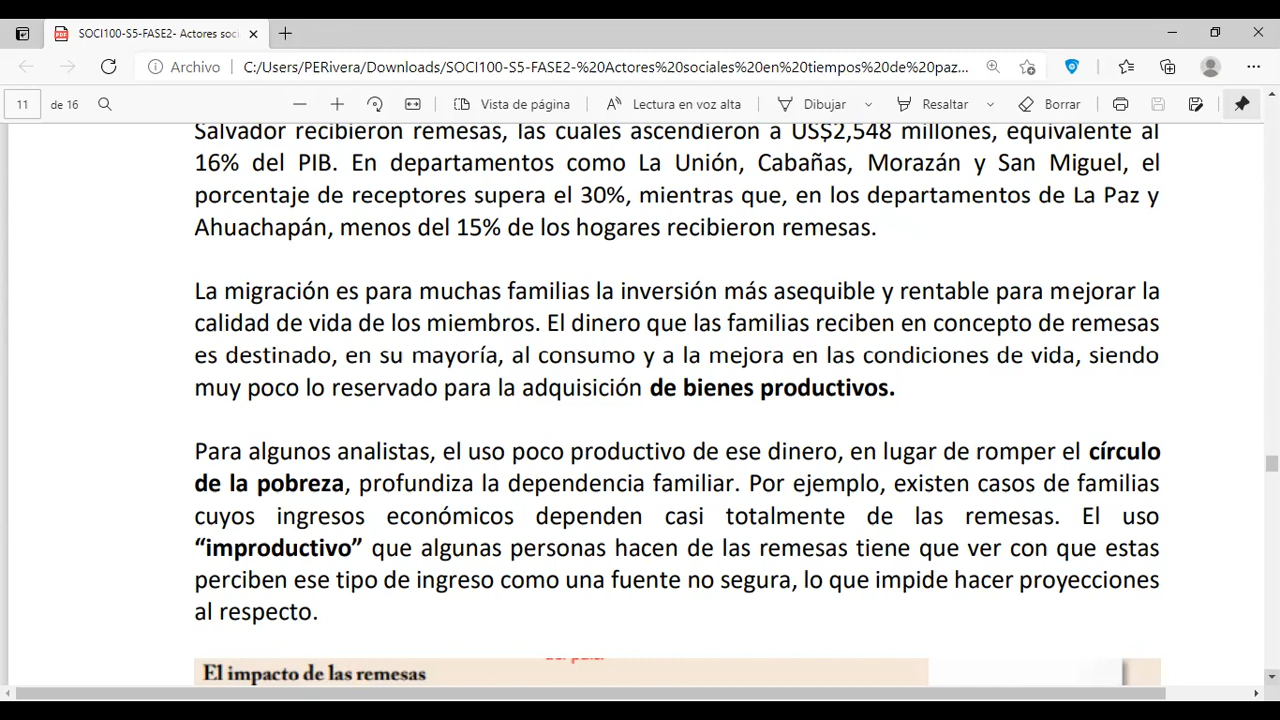 SOCI100-S5-FASE2- Actores soci
Archivo
C:/Users/PERivera/Downloads/SOCI100-S5-FASE2-%20Actores%20sociales%20en%20tiempos%20de%20paz...
11 de 16
Vista de página
Lectura en voz alta
Dibujar
Resaltar
Borrar
Salvador recibieron remesas, las cuales ascendieron a US$2,548 millones, equivalente al
16% del PIB. En departamentos como La Unión, Cabañas, Morazán y San Miguel, el
porcentaje de receptores supera el 30%, mientras que, en los departamentos de La Paz y
Ahuachapán, menos del 15% de los hogares recibieron remesas.
La migración es para muchas familias la inversión más asequible y rentable para mejorar la
calidad de vida de los miembros. El dinero que las familias reciben en concepto de remesas
es destinado, en su mayoría, al consumo y a la mejora en las condiciones de vida, siendo
muy poco lo reservado para la adquisición de bienes productivos.
Para algunos analistas, el uso poco productivo de ese dinero, en lugar de romper el círculo
de la pobreza, profundiza la dependencia familiar. Por ejemplo, existen casos de familias
cuyos ingresos económicos dependen casi totalmente de las remesas. El uso
“improductivo” que algunas personas hacen de las remesas tiene que ver con que estas
perciben ese tipo de ingreso como una fuente no segura, lo que impide hacer proyecciones
al respecto.
El impacto de las remesas